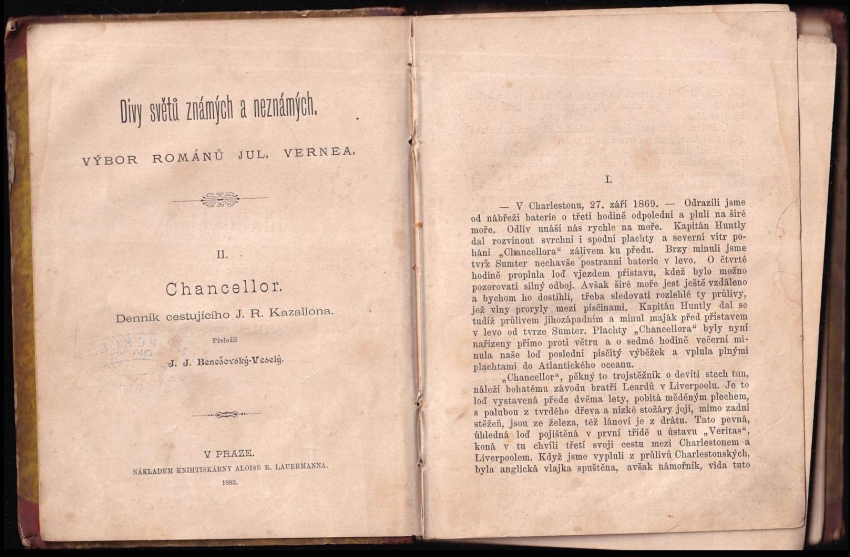 Divy světů známých a neznámých.
VÝBOR ROMÁNŮ JUL. VERNEA.
II.
Chancellor.
Denník cestujícího J. R. Kazallona.
Přeložil
J. J. Benešovský-Veselý.
V PRAZE.
NÁKLADEM KNIHTISKÁRNY ALOISE R. LAUERMANNA.
1885.
I.
— V Charlestonu, 27. září 1869. — Odrazili jsme
od nábřeží baterie o třetí hodině odpolední a pluli na širé
moře. Odliv unáší nás rychle na moře. Kapitán Huntly
dal rozvinout svrchní i spodní plachty a severní vítr po-
hání „Chancellora“ zálivem ku předu. Brzy minuli jsme
tvrz Sumter nechavše postranní baterie v levo. O čtvrté
hodině proplula loď vjezdem přístavu, kdež bylo možno
pozorovati silný odboj. Avšak širé moře jest ještě vzdáleno
a bychom ho dostihli, třeba sledovati rozlehlé ty průlivy,
jež vlny proryly mezi písčinami. Kapitán Huntly dal se
tudíž průlivem jihozápadním a minul maják před přístavem
v levo od tvrze Sumter. Plachty „Chancellora“ byly nyní
nařízeny přímo proti větru a o sedmé hodině večerní mi-
nula naše loď poslední písčitý výběžek a vplula plnými
plachtami do Atlantického oceanu.
„Chancellor“, pěkný to trojstěžník o devíti stech tun,
náleží bohatému závodu bratří Leardů v Liverpoolu. Je to
loď vystavená přede dvěma lety, pobitá měděným plechem,
s palubou z tvrdého dřeva a nízké stožáry její, mimo zadní
stěžeň, jsou ze železa, též lánoví je z drátu. Tato pevná,
úhledná loď pojištěná v první třídě u ústavu „Veritas“,
koná v tu chvíli třetí svoji cestu mezi Charlestonem a
Liverpoolem. Když jsme vypluli z průlivů Charlestonských,
byla anglická vlajka spuštěna, avšak námořník, vida tuto